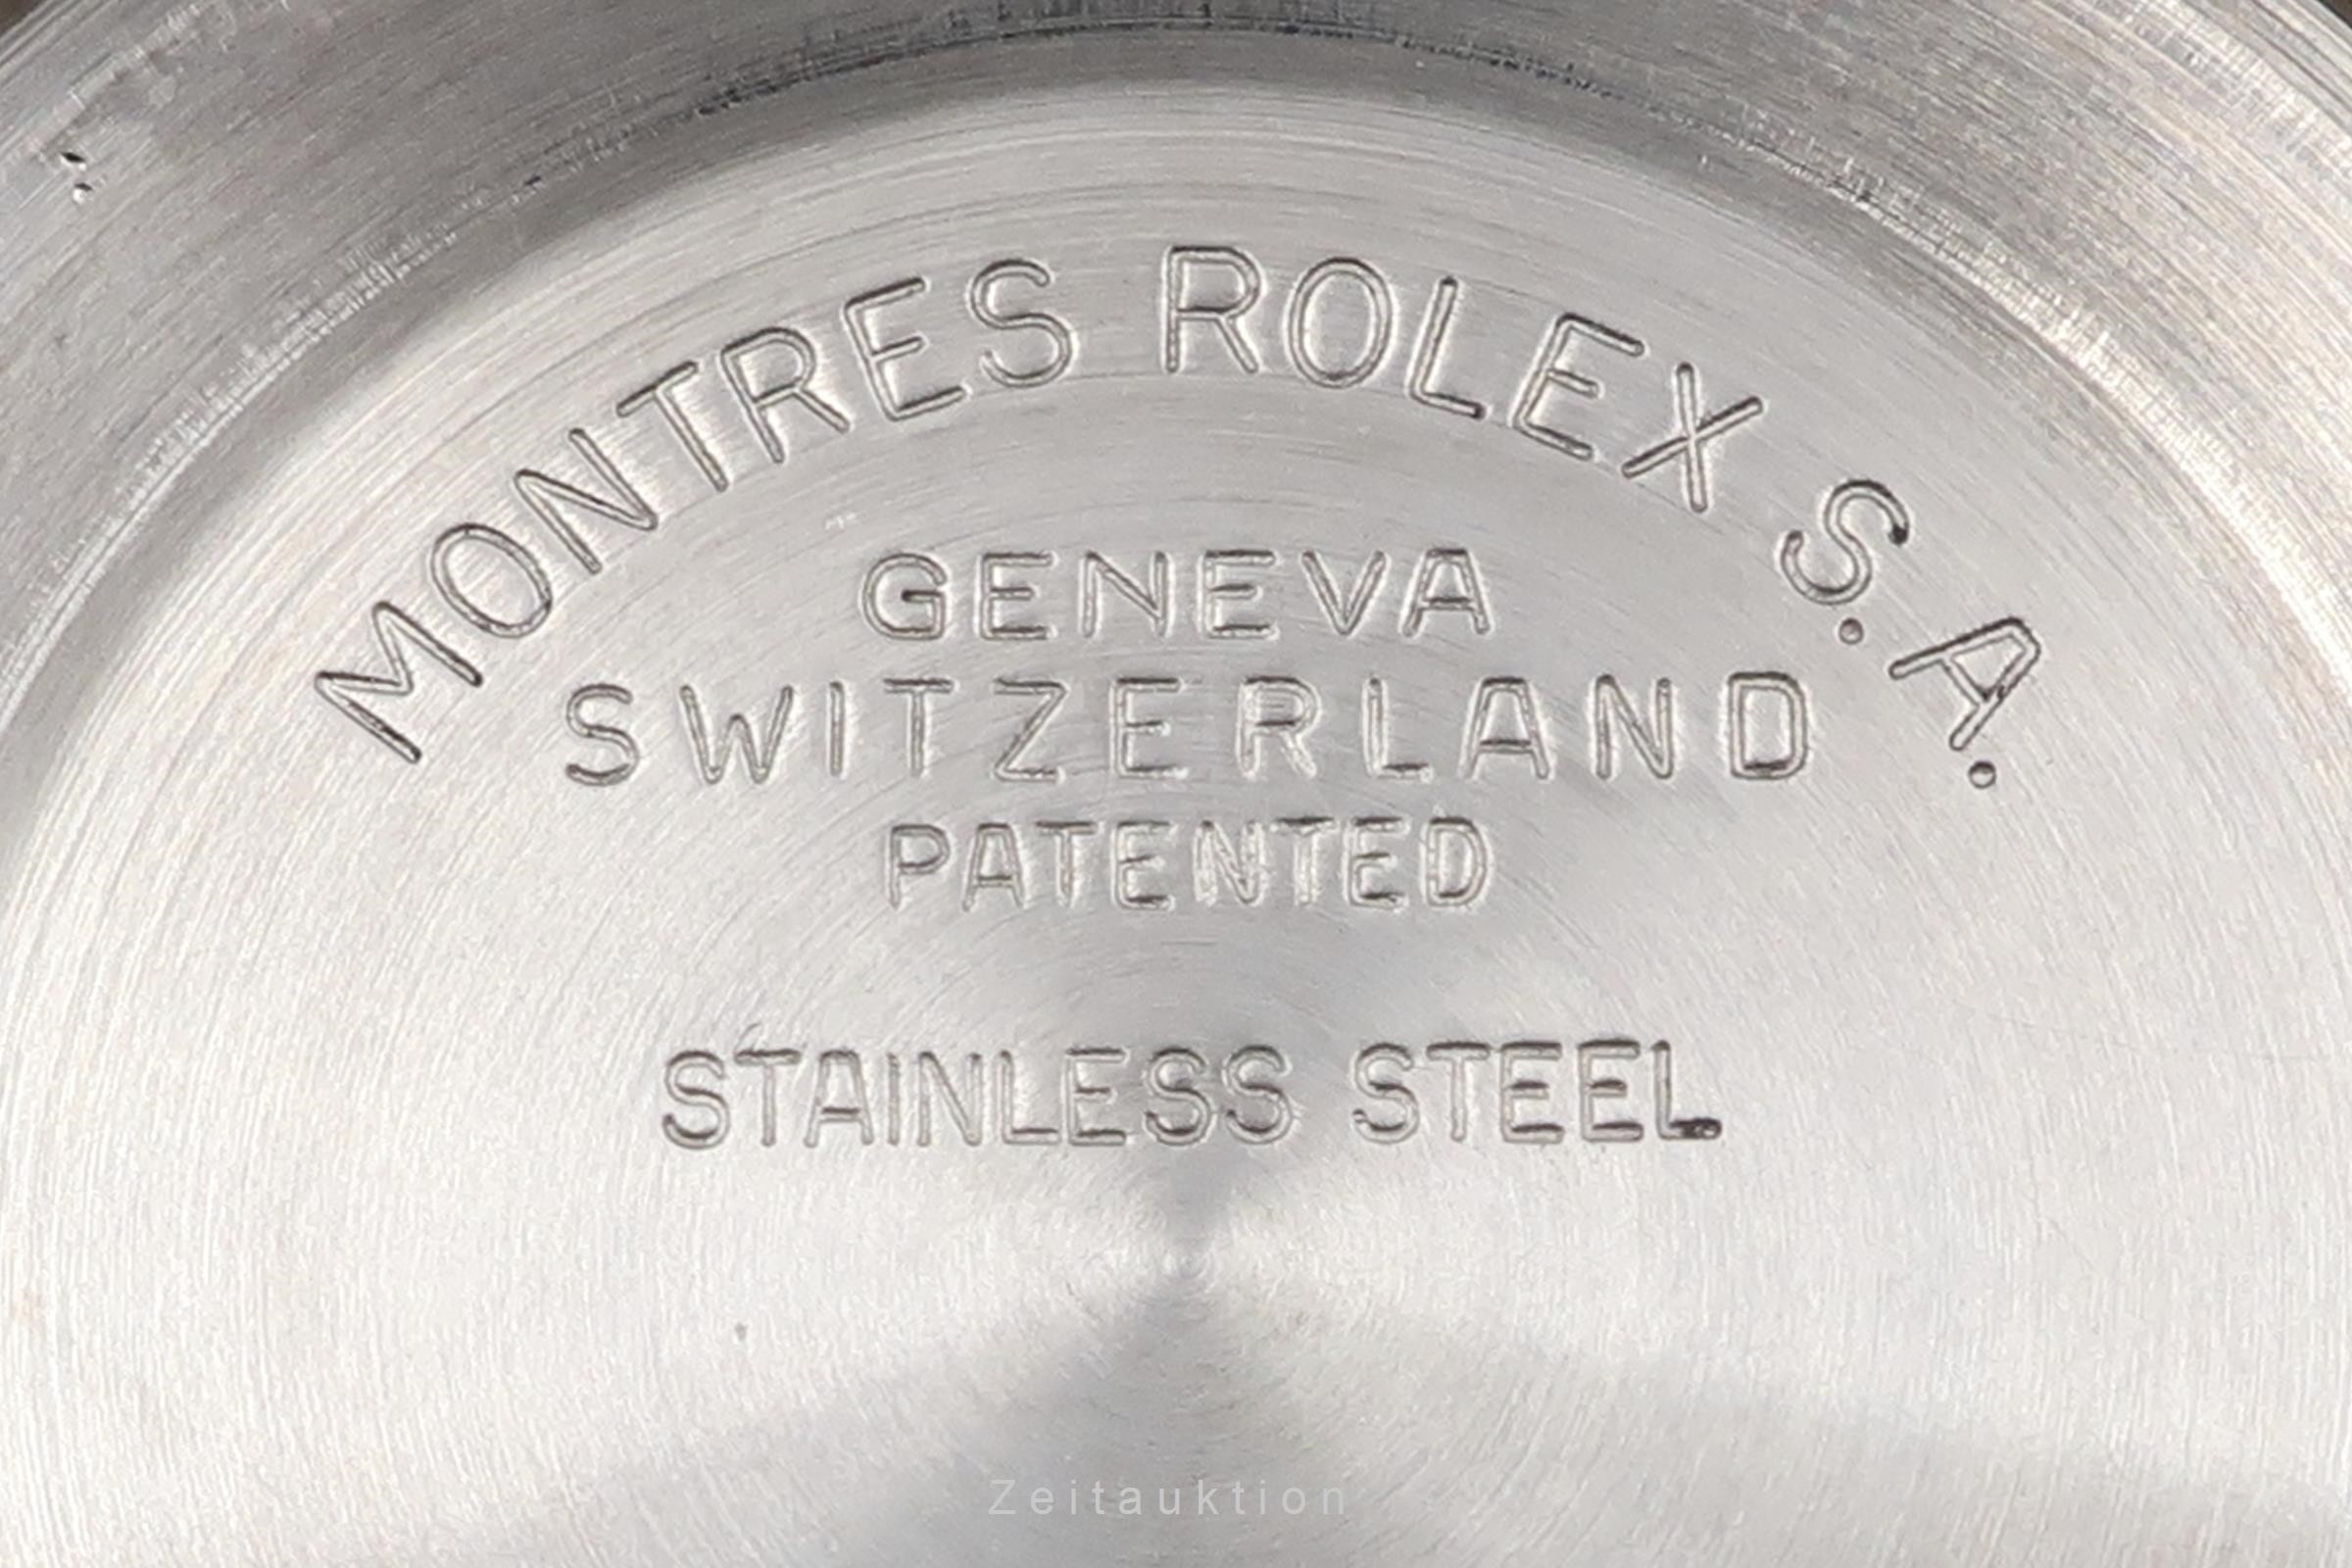 MONTRES ROLEX S.A.
GENEVA
SWITZERLAND
PATENTED
STAINLESS STEEL
Zeitauktion